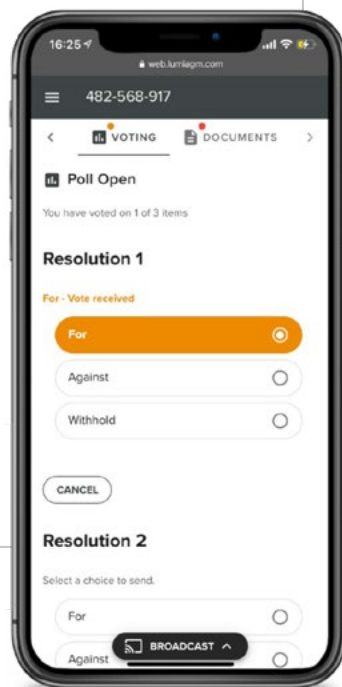 16:25
web.lumiagm.com
482-568-917
VOTING
DOCUMENTS
Poll Open
You have voted on 1 of 3 items
Resolution 1
For - Vote received
For
Against
Withhold
CANCEL
Resolution 2
Select a choice to send.
For
BROADCAST
Against